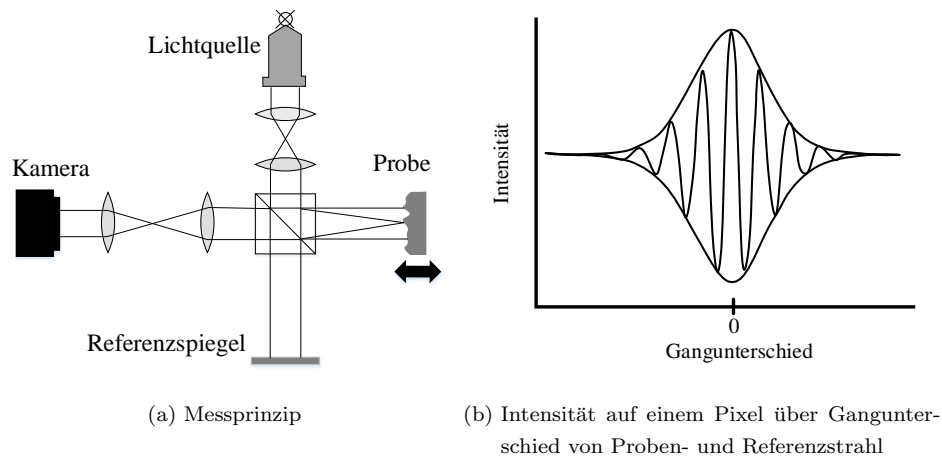 Lichtquelle
Kamera
Probe
Referenzspiegel
(a) Messprinzip
Intensität
0
Gangunterschied
(b) Intensität auf einem Pixel über Gangunter-
schied von Proben- und Referenzstrahl